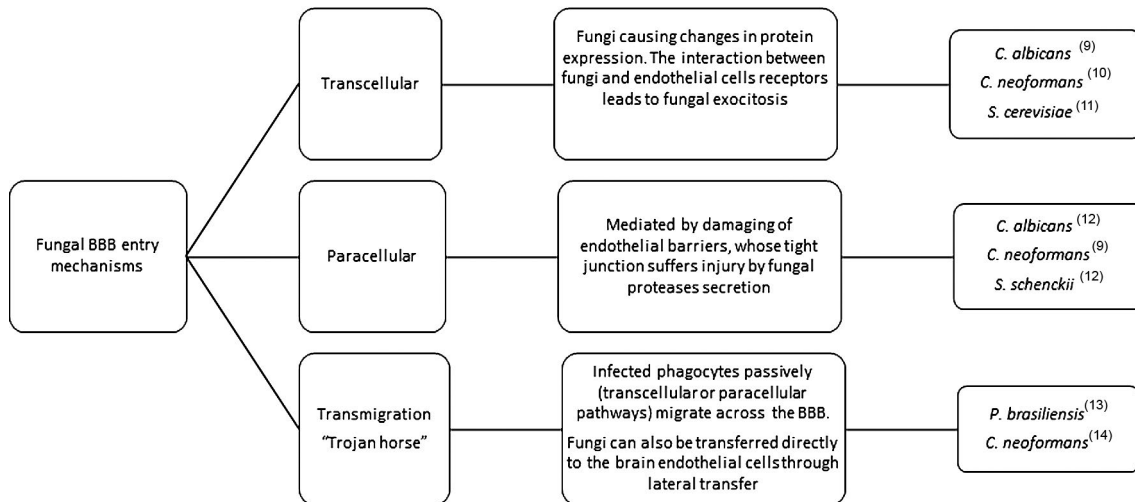 Fungal BBB entry
mechanisms
Transcellular
Fungi causing changes in protein
expression. The interaction between
fungi and endothelial cells receptors
leads to fungal exocitosis
C. albicans (9)
C. neoformans (10)
S. cerevisiae (11)
Paracellular
Mediated by damaging of
endothelial barriers, whose tight
junction suffers injury by fungal
proteases secretion
C. albicans (12)
C. neoformans (9)
S. schenckii (12)
Transmigration
“Trojan horse”
Infected phagocytes passively
(transcellular or paracellular
pathways) migrate across the BBB.
Fungi can also be transferred directly
to the brain endothelial cells through
lateral transfer
P. brasiliensis(13)
C. neoformans(14)